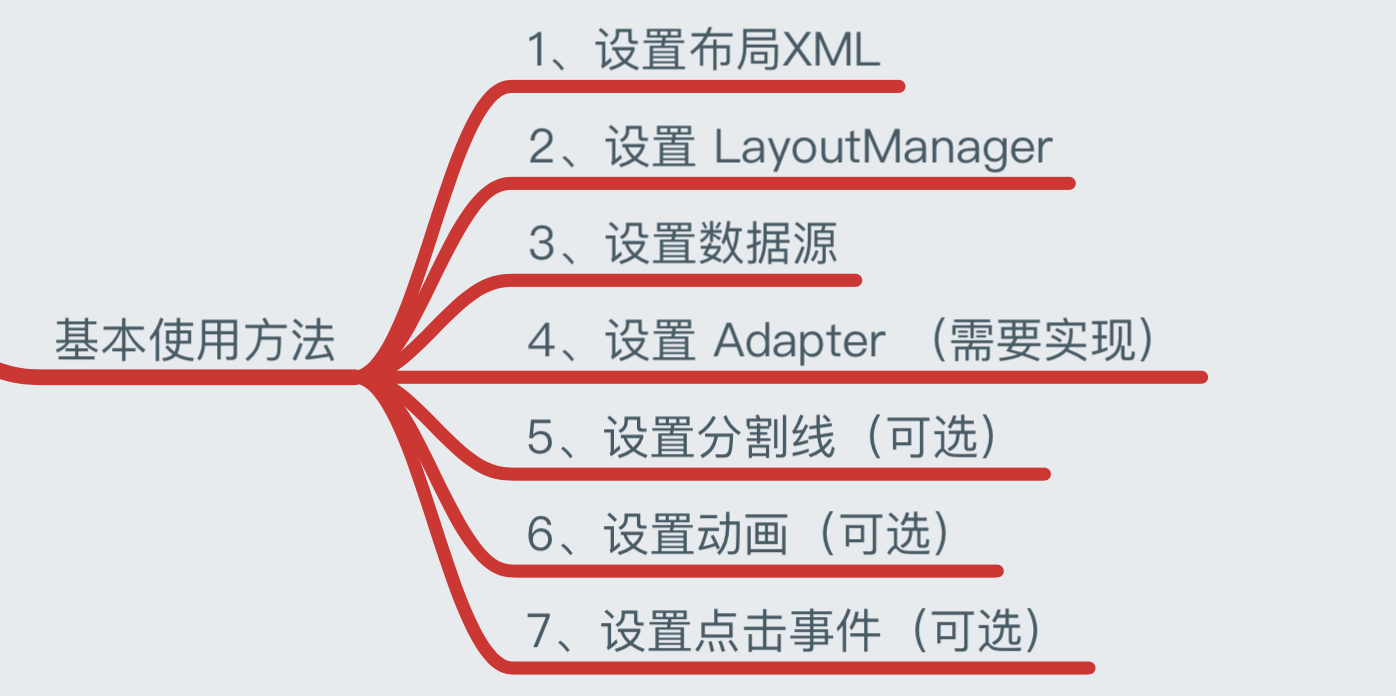 基本使用方法
1、设置布局XML
2、设置 LayoutManager
3、设置数据源
4、设置 Adapter （需要实现）
5、设置分割线（可选）
6、设置动画（可选）
7、设置点击事件（可选）